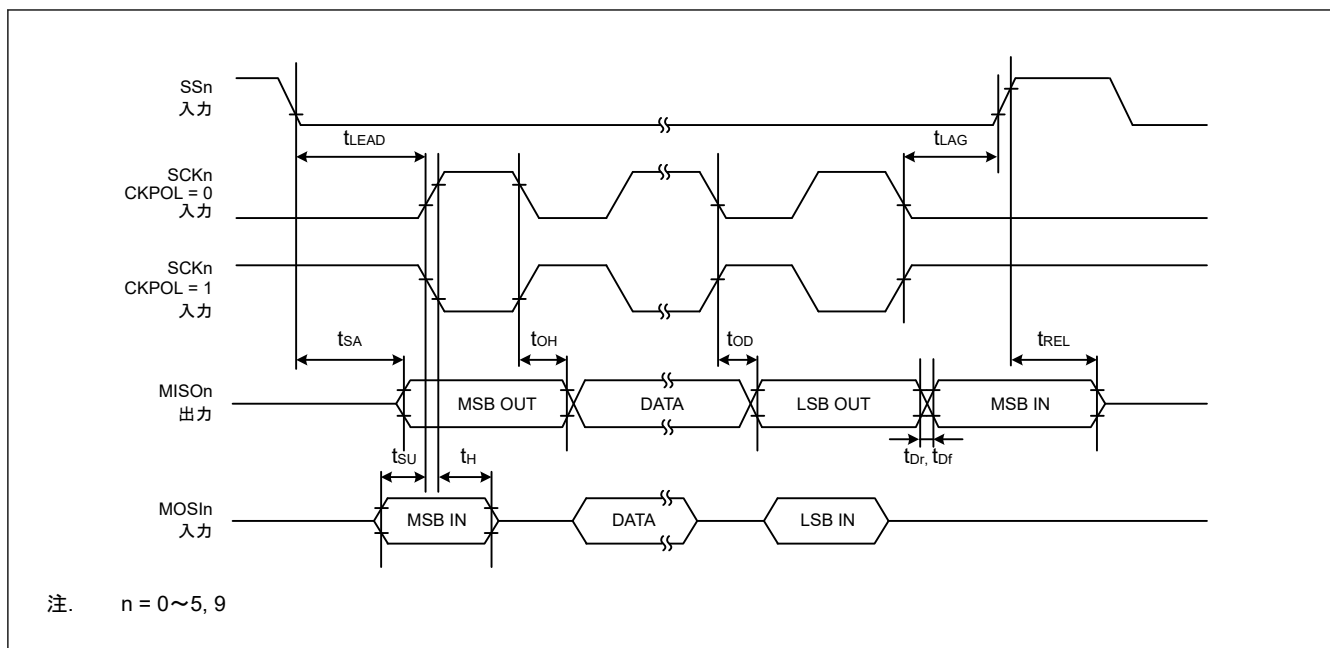 SSn
入力
tLEAD
tLAG
SCKn
CKPOL = 0
入力
SCKn
CKPOL = 1
入力
tSA
tOH
tOD
tREL
MISOn
出力
MSB OUT
DATA
LSB OUT
MSB IN
tSU
tH
tDr, tDf
MOSIn
入力
MSB IN
DATA
LSB IN
注. n = 0～5, 9